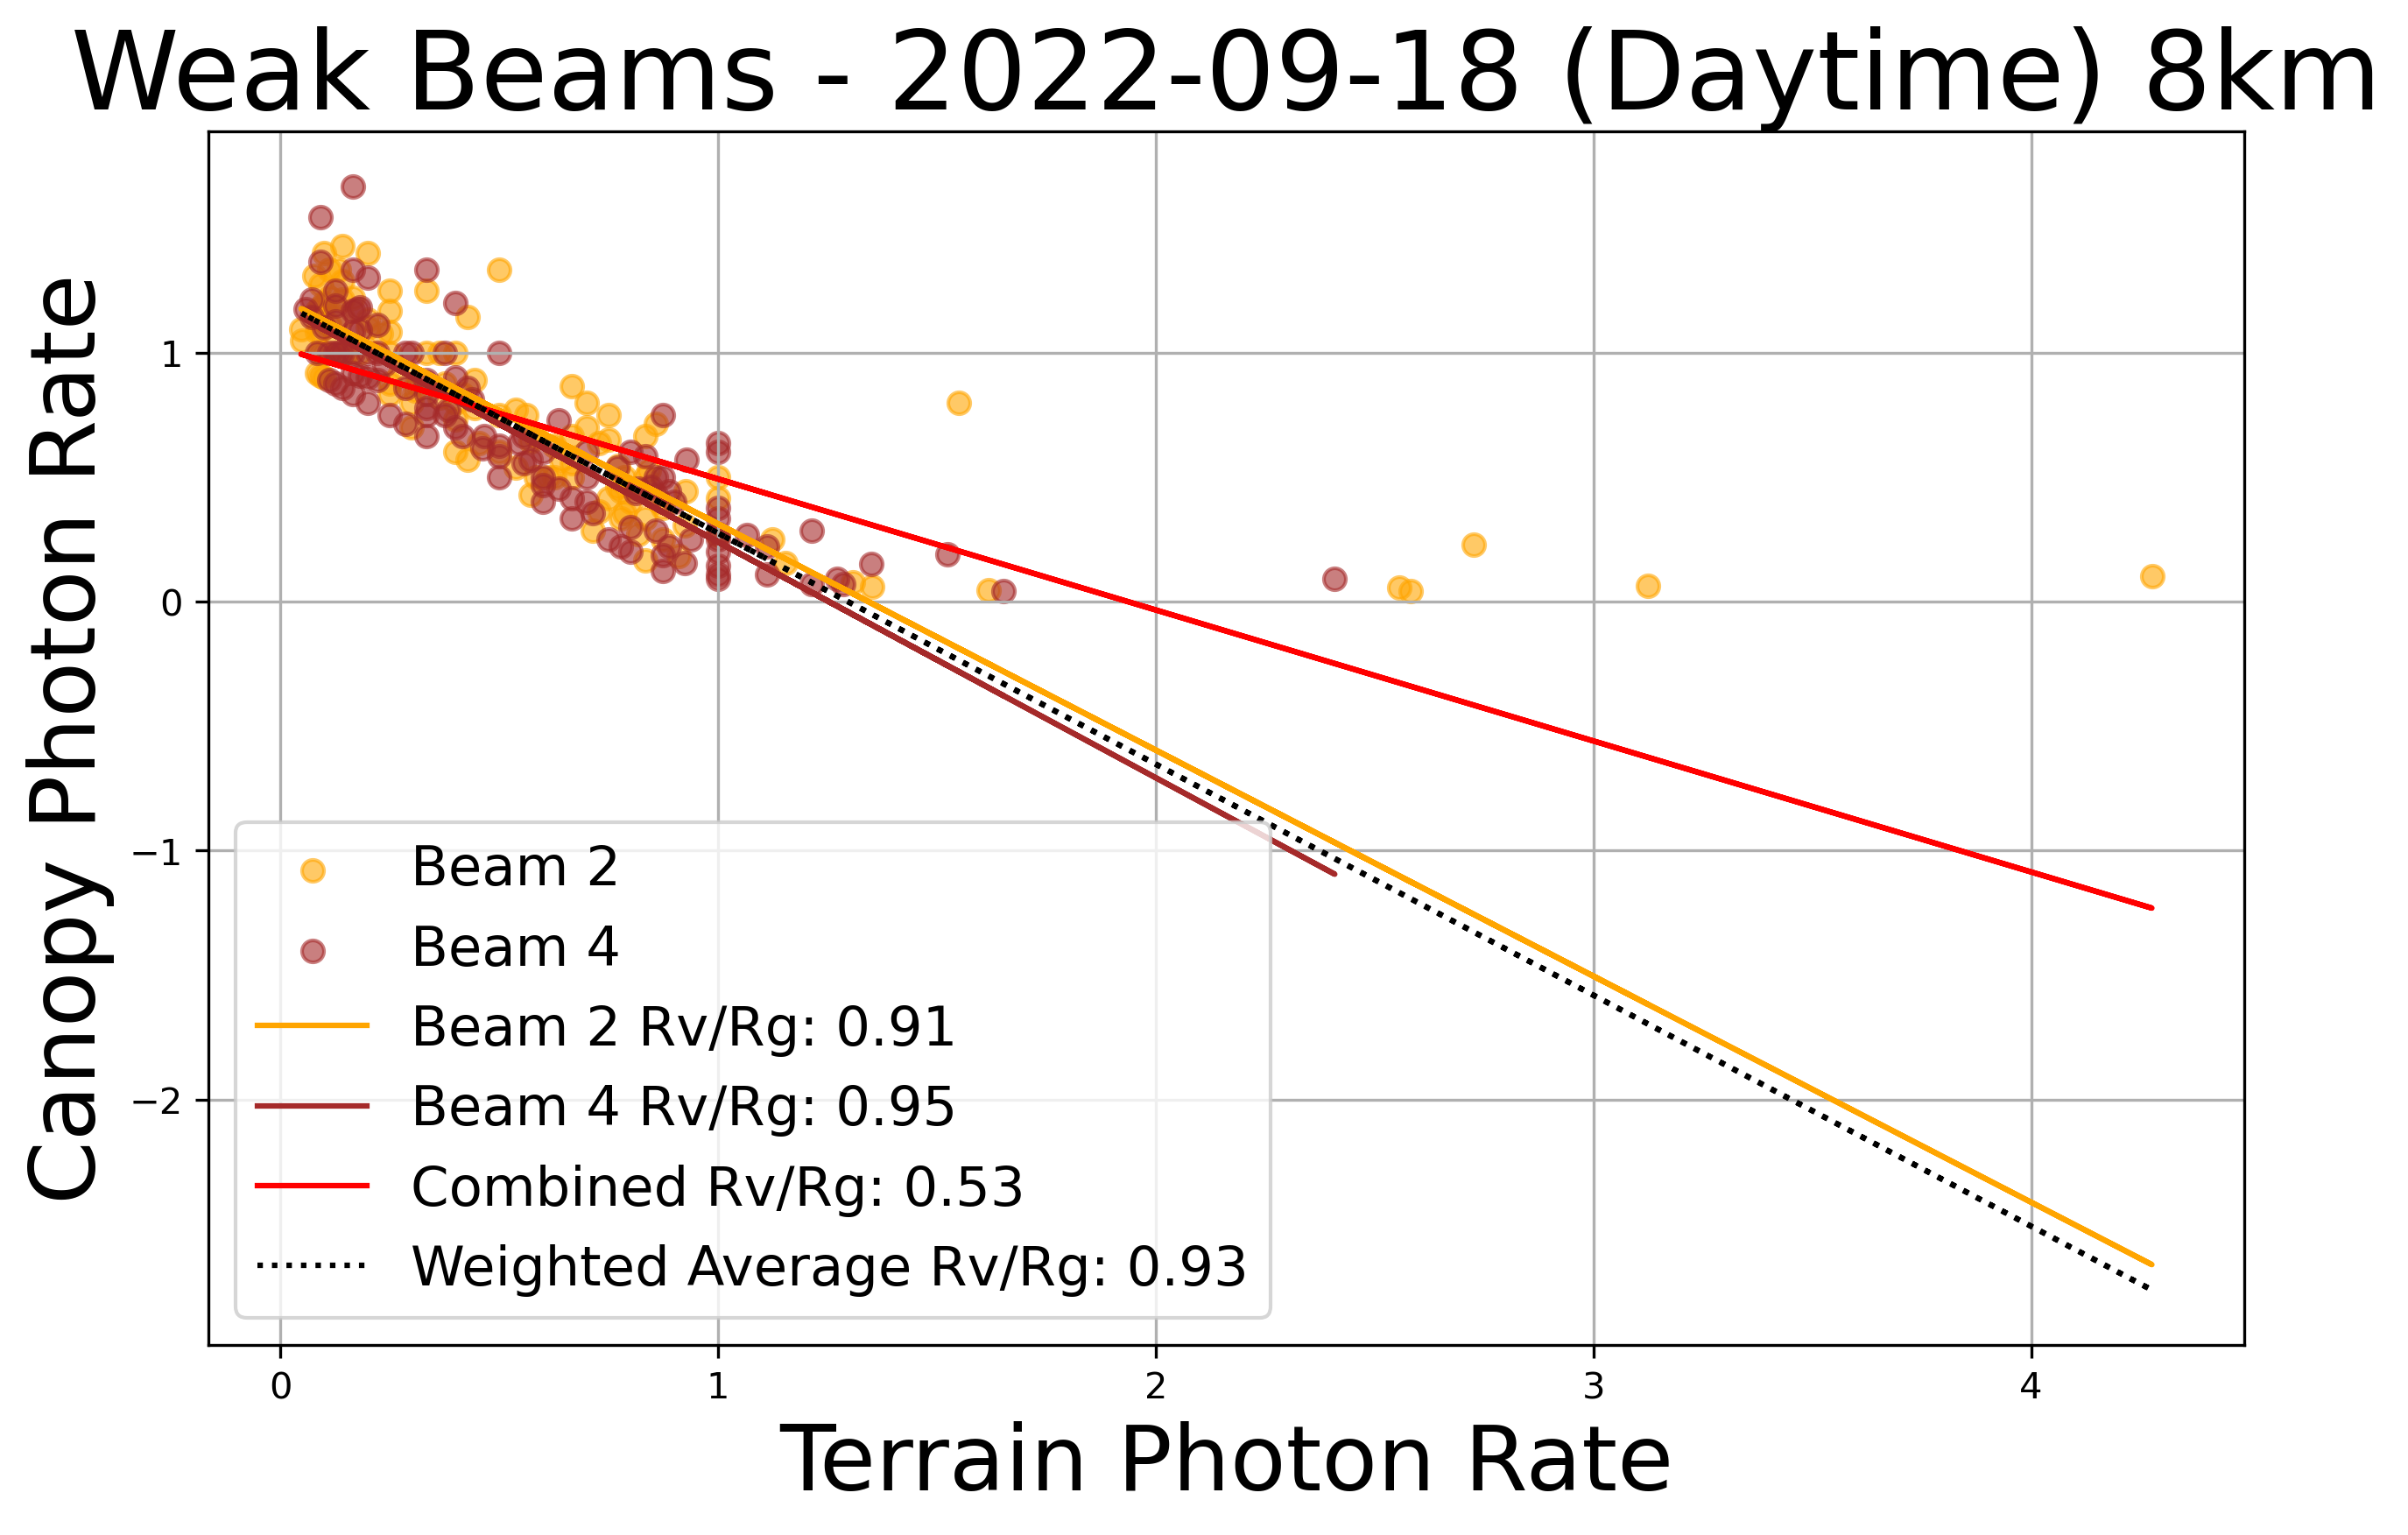 Weak Beams - 2022-09-18 (Daytime) 8km
Canopy Photon Rate
1
0
−1
−2
Beam 2
Beam 4
Beam 2 Rv/Rg: 0.91
Beam 4 Rv/Rg: 0.95
Combined Rv/Rg: 0.53
Weighted Average Rv/Rg: 0.93
0 1 2 3 4
Terrain Photon Rate